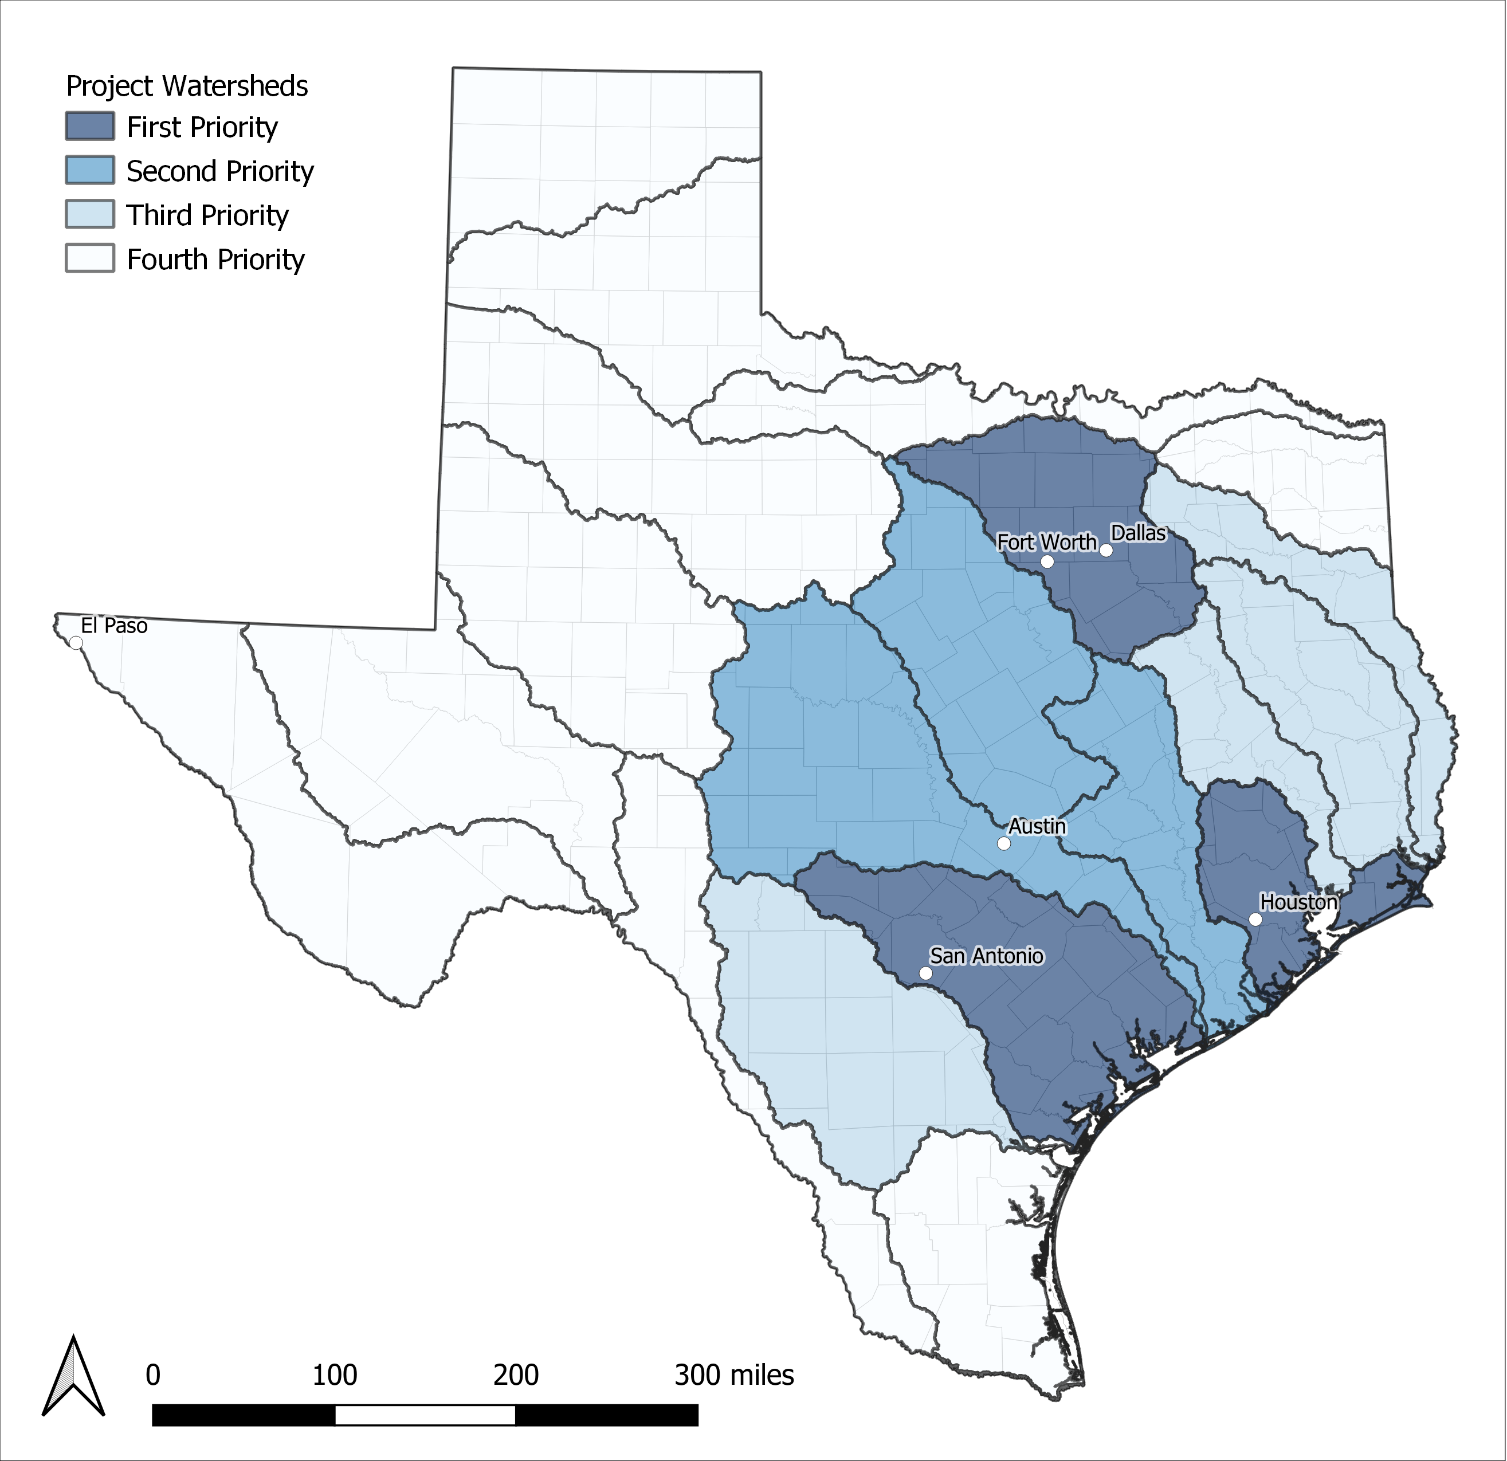 Project Watersheds
First Priority
Second Priority
Third Priority
Fourth Priority
Fort Worth
Dallas
El Paso
Austin
Houston
San Antonio
0 100 200 300 miles